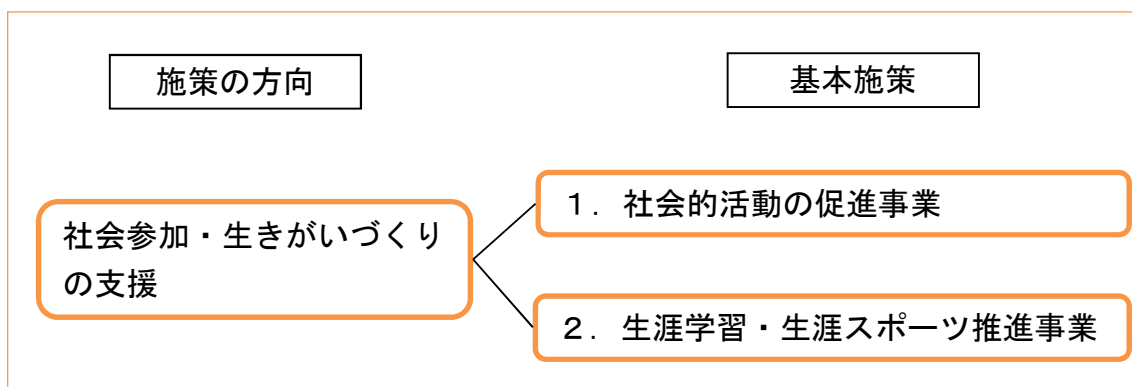 施策の方向
基本施策
社会参加・生きがいづくり
の支援
１．社会的活動の促進事業
２．生涯学習・生涯スポーツ推進事業